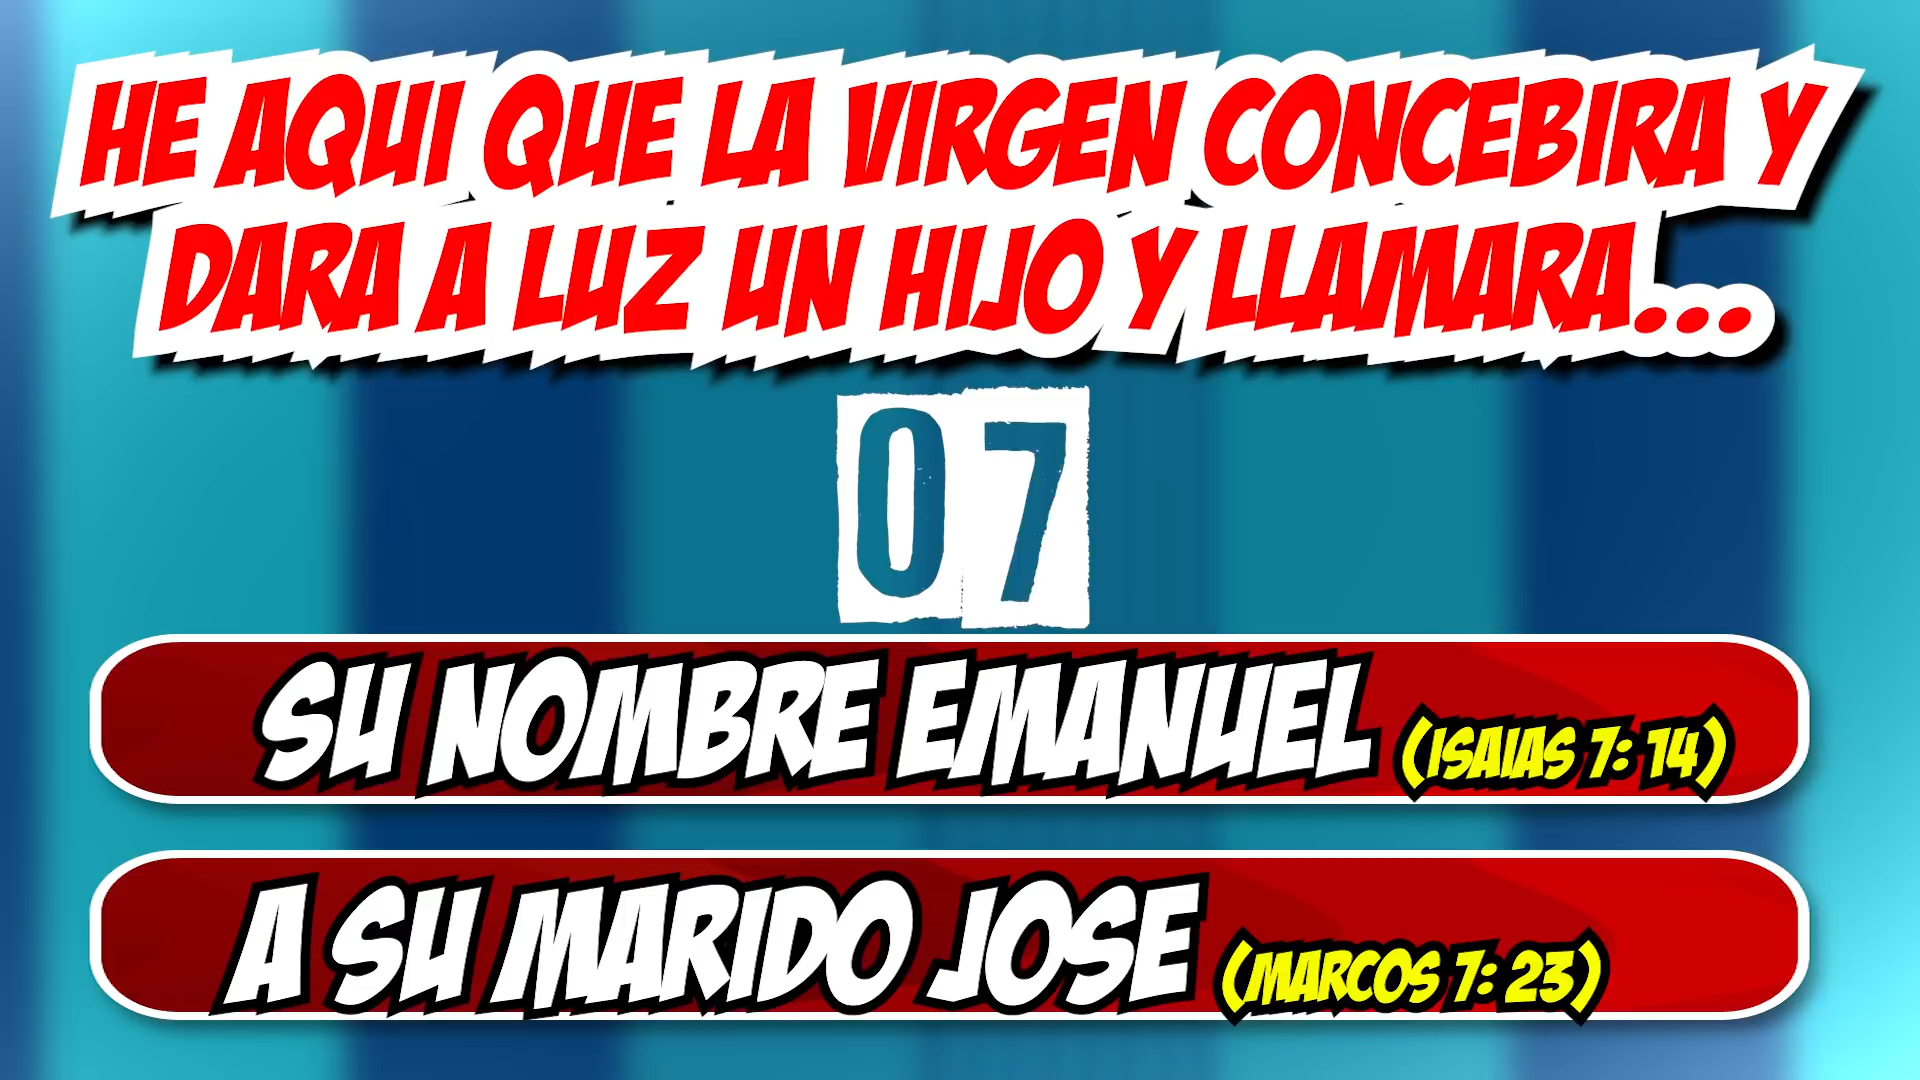 HE AQUI QUE LA VIRGEN CONCEBIRA Y
DARA A LUZ UN HIJO Y LLAMARA...
07
SU NOMBRE EMANUEL (ISAIAS 7: 14)
A SU MARIDO JOSE (MARCOS 7: 23)